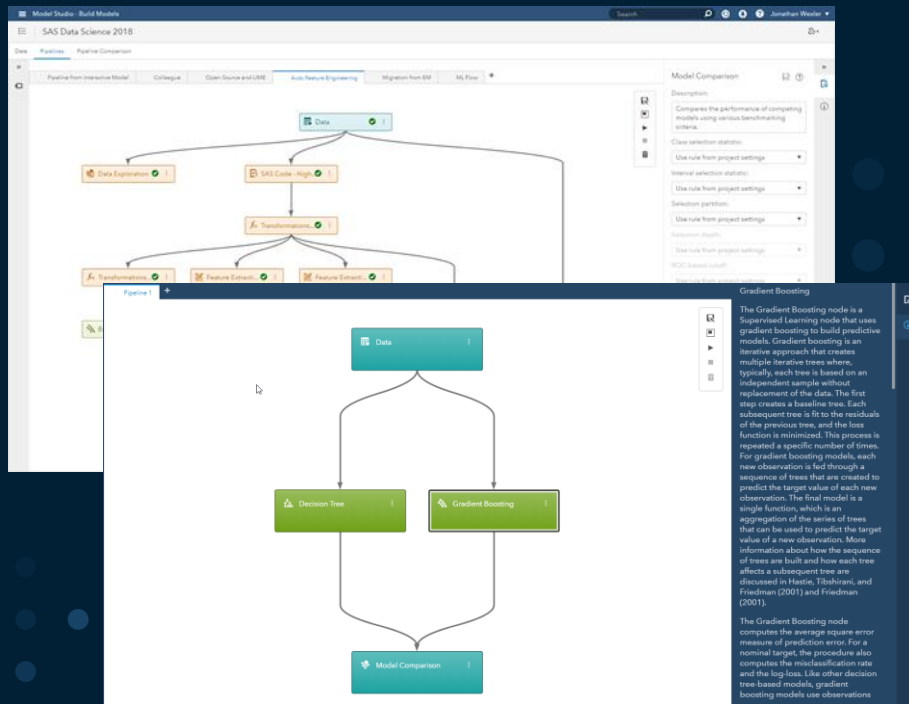 Model Studio - Build Models
Search
Jonathan Wexler
SAS Data Science 2018
Data
Pipelines
Pipeline Comparison
Pipeline from Interactive Model
Colleague
Open Source and LIME
Auto Feature Engineering
Migration from EM
ML Flow
Data
Data Exploration
SAS Code - High...
Transformations...
Transformations...
Feature Extracti...
Feature Extracti...
Model Comparison
Description:
Compares the performance of competing
models using various benchmarking
criteria.
Class selection statistic:
Use rule from project settings
Interval selection statistic:
Use rule from project settings
Selection partition:
Use rule from project settings
Selection depth:
Use rule from project settings
Pipeline 1
Data
Decision Tree
Gradient Boosting
Model Comparison
Gradient Boosting
The Gradient Boosting node is a
Supervised Learning node that uses
gradient boosting to build predictive
models. Gradient boosting is an
iterative approach that creates
multiple iterative trees where,
typically, each tree is based on an
independent sample without
replacement of the data. The first
step creates a baseline tree. Each
subsequent tree is fit to the residuals
of the previous tree, and the loss
function is minimized. This process is
repeated a specific number of times.
For gradient boosting models, each
new observation is fed through a
sequence of trees that are created to
predict the target value of each new
observation. The final model is a
single function, which is an
aggregation of the series of trees
that can be used to predict the target
value of a new observation. More
information about how the sequence
of trees are built and how each tree
affects a subsequent tree are
discussed in Hastie, Tibshirani, and
Friedman (2001) and Friedman
(2001).
The Gradient Boosting node
computes the average square error
measure of prediction error. For a
nominal target, the procedure also
computes the misclassification rate
and the log-loss. Like other decision
tree-based models, gradient
boosting models use observations